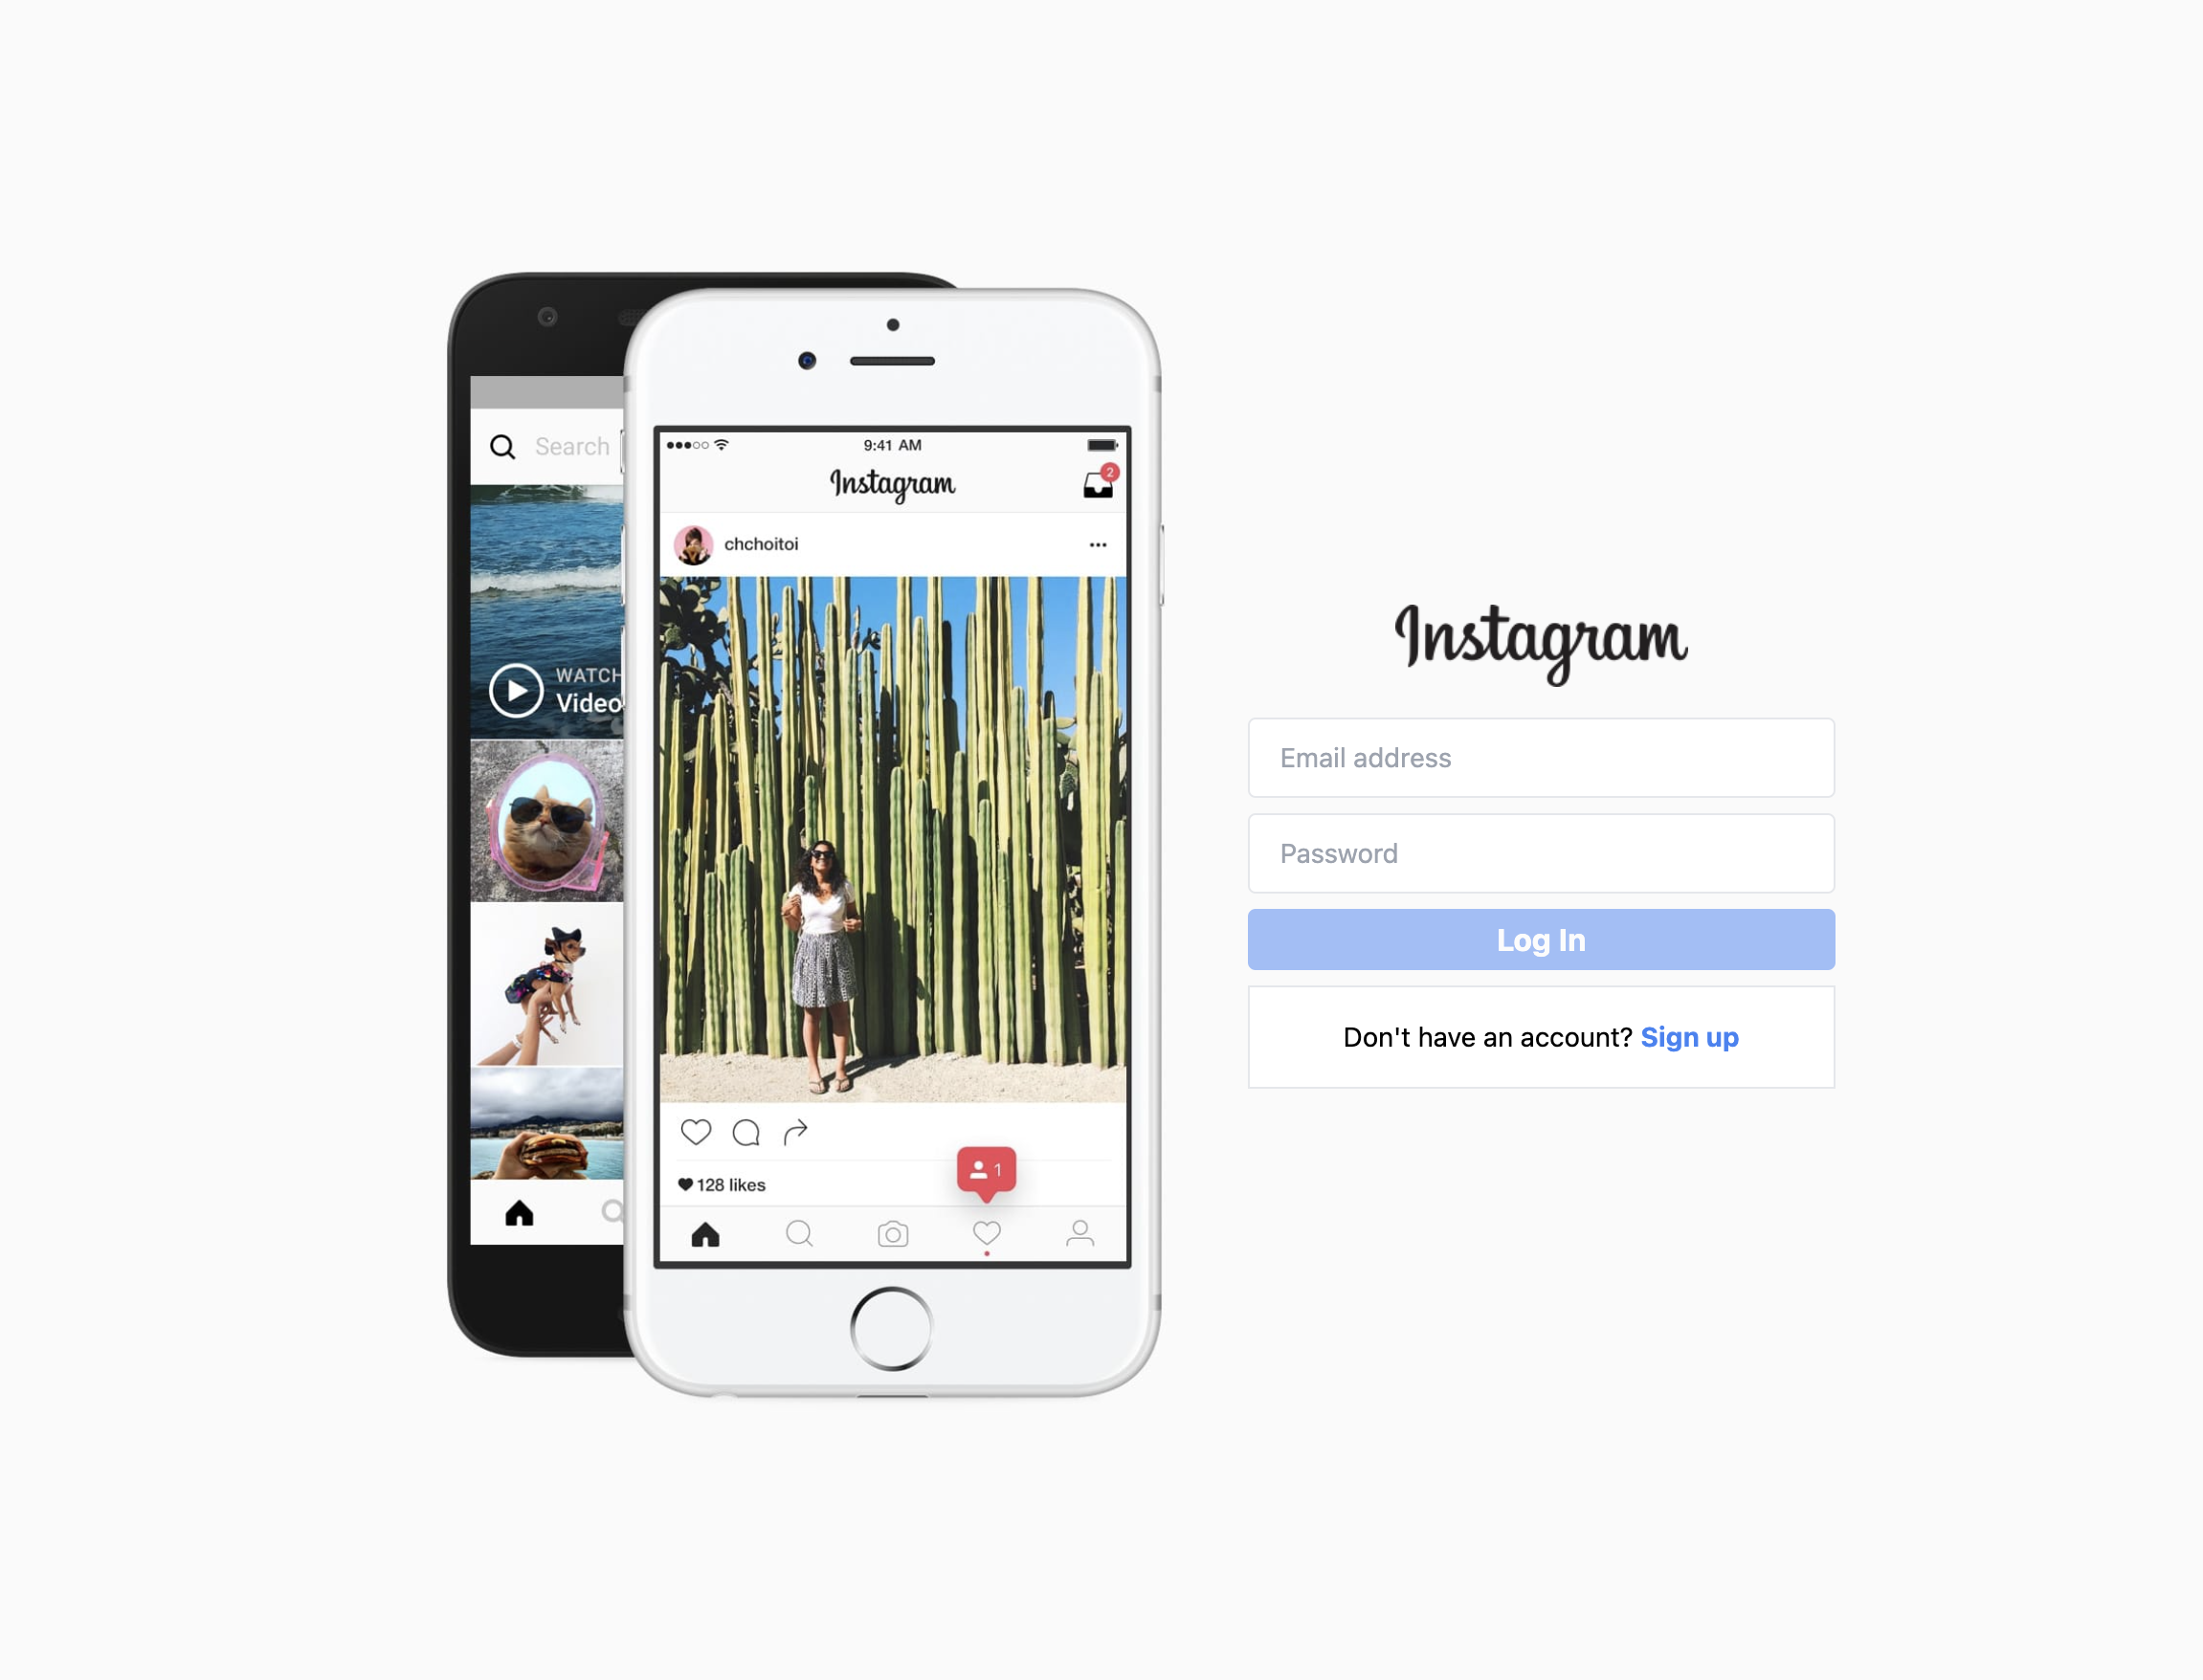 Search
WATCH
Video
9:41 AM
Instagram
2
chchoitoi
128 likes
1
Instagram
Email address
Password
Log In
Don't have an account? Sign up